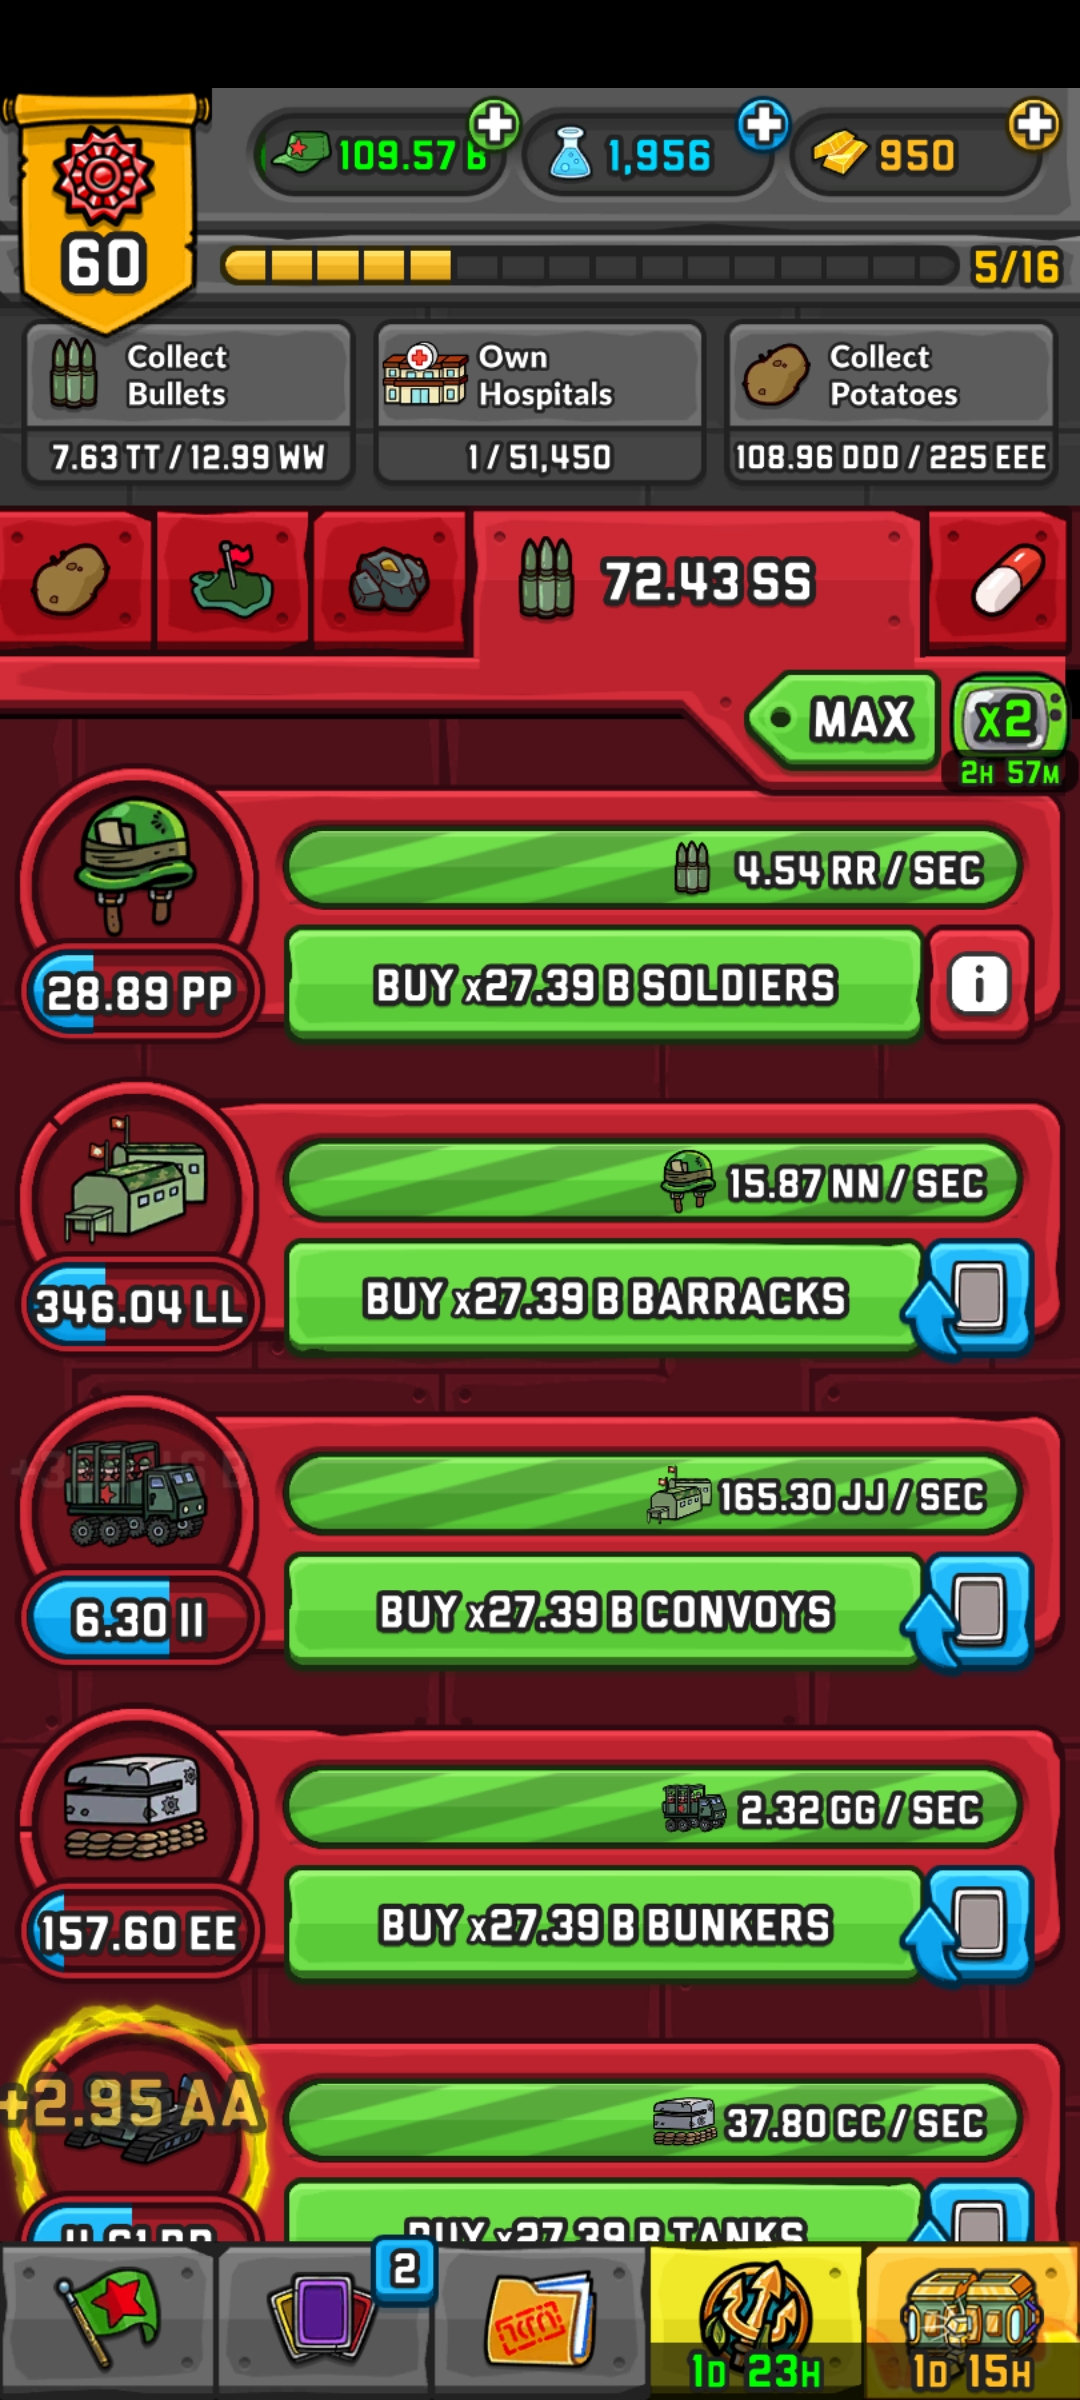 60
109.57 B
1,956
950
5/16
Collect
Bullets
7.63 TT / 12.99 WW
Own
Hospitals
1 / 51,450
Collect
Potatoes
108.96 DDD / 225 EEE
72.43 SS
MAX
x2
2H 57M
4.54 RR / SEC
28.89 PP
BUY x27.39 B SOLDIERS
i
15.87 NN / SEC
346.04 LL
BUY x27.39 B BARRACKS
165.30 JJ / SEC
6.30 II
BUY x27.39 B CONVOYS
2.32 GG / SEC
157.60 EE
BUY x27.39 B BUNKERS
+2.95 AA
37.80 CC / SEC
BUY x27.39 B TANKS
2
1D 23H
1D 15H